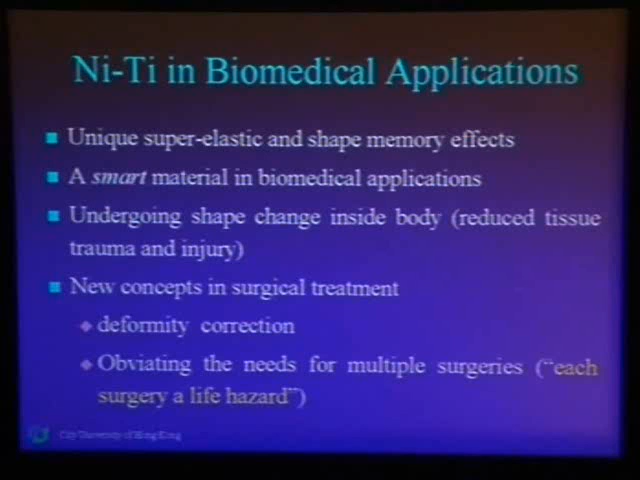 Ni-Ti in Biomedical Applications
Unique super-elastic and shape memory effects
A smart material in biomedical applications
Undergoing shape change inside body (reduced tissue
trauma and injury)
New concepts in surgical treatment
deformity correction
Obviating the needs for multiple surgeries ("each
surgery a life hazard")
City University of Hong Kong